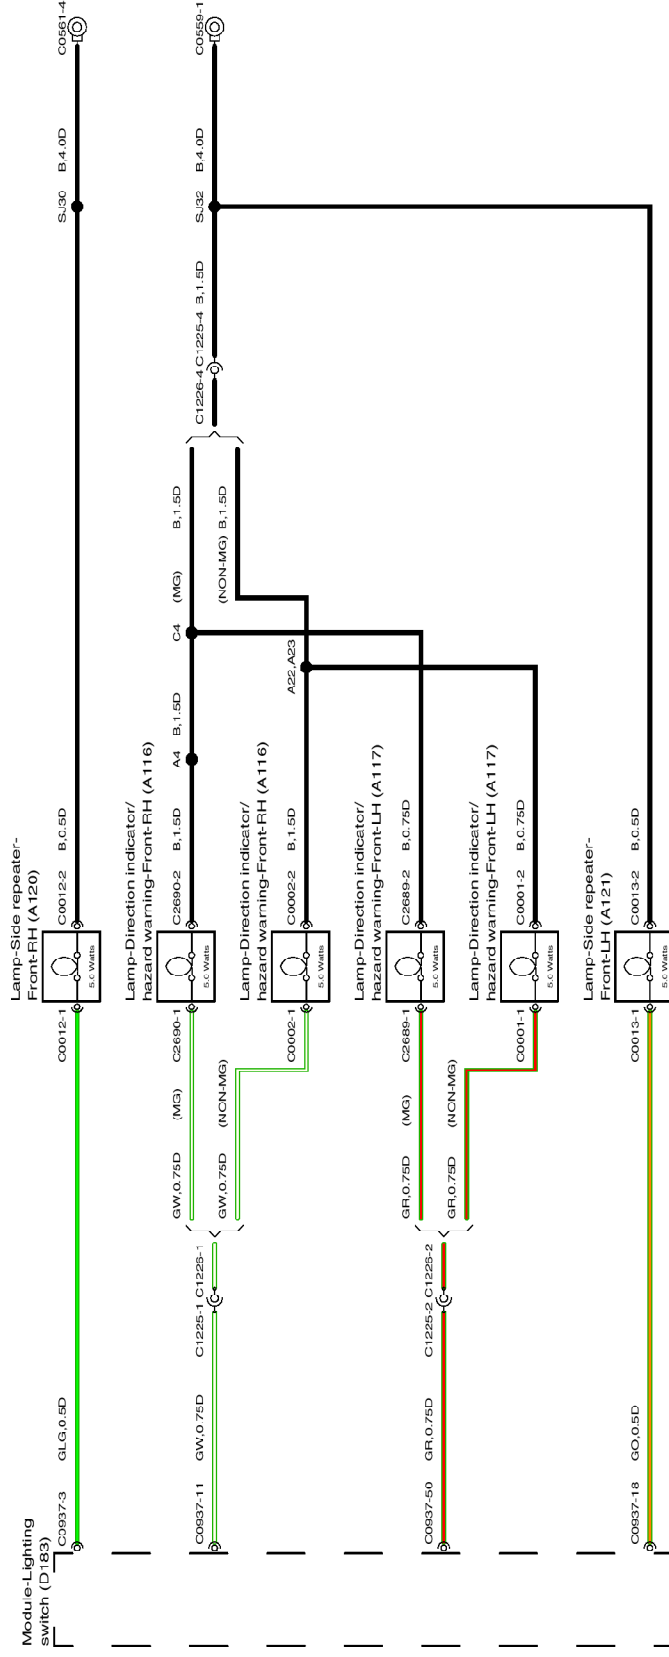 Lamp-Side repeater-
Front-RH (A120)
Module-Lighting
switch (D183)
C0937-3 GLG,0.5D C0012-1 C0012-2 B,0.5D SJ30 B,4.0D C0561-4
5.0 Watts
Lamp-Direction indicator/
hazard warning-Front-RH (A116)
GW,0.75D (MG) C2690-1 C2690-2 B,1.5D A4 B,1.5D C4 (MG) B,1.5D
5.0 Watts
C0937-11 GW,0.75D C1225-1 C1226-1 C1226-4 C1225-4 B,1.5D SJ32 B,4.0D C0559-1
GW,0.75D (NON-MG) (NON-MG) B,1.5D
Lamp-Direction indicator/
hazard warning-Front-RH (A116)
C0002-1 C0002-2 B,1.5D A22,A23
5.0 Watts
Lamp-Direction indicator/
hazard warning-Front-LH (A117)
GR,0.75D (MG) C2689-1 C2689-2 B,0.75D
5.0 Watts
C0937-50 GR,0.75D C1225-2 C1226-2
GR,0.75D (NON-MG)
Lamp-Direction indicator/
hazard warning-Front-LH (A117)
C0001-1 C0001-2 B,0.75D
5.0 Watts
Lamp-Side repeater-
Front-LH (A121)
C0937-18 GO,0.5D C0013-1 C0013-2 B,0.5D
5.0 Watts